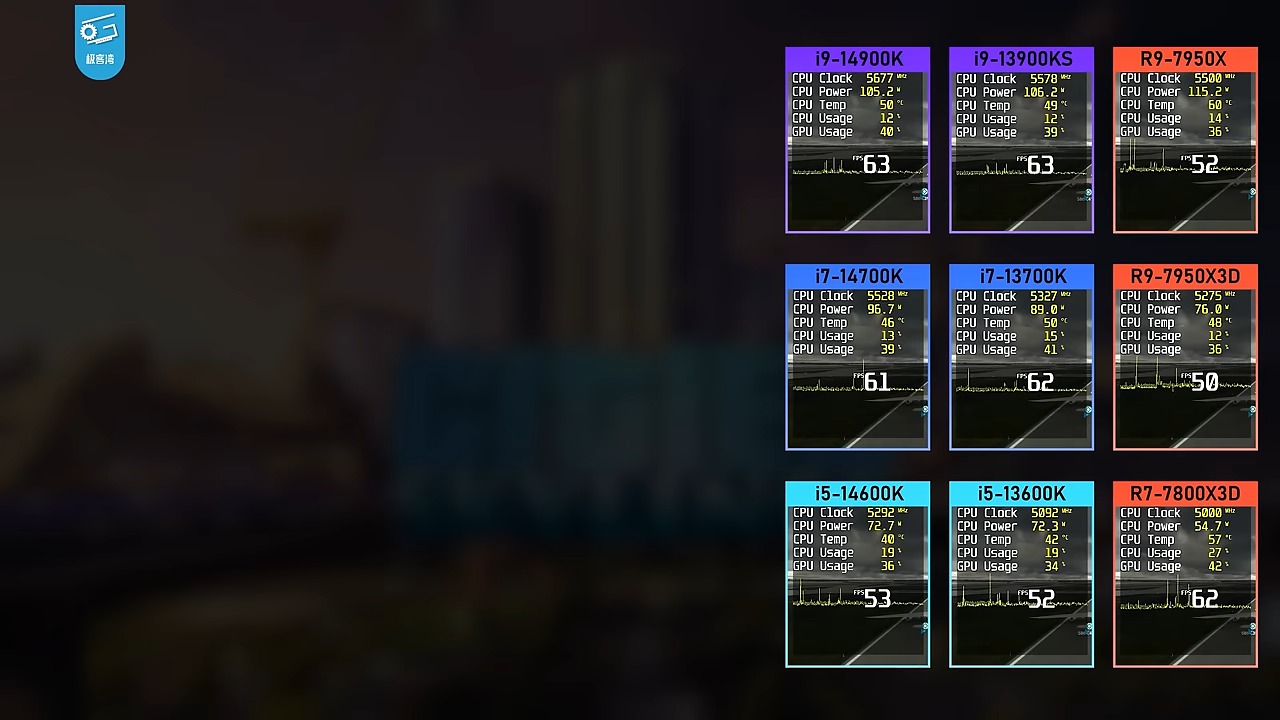 极客湾
i9-14900K
CPU Clock 5677 MHz
CPU Power 105.2 W
CPU Temp 50 °C
CPU Usage 12 %
GPU Usage 40 %
FPS 63
i9-13900KS
CPU Clock 5578 MHz
CPU Power 106.2 W
CPU Temp 49 °C
CPU Usage 12 %
GPU Usage 39 %
FPS 63
R9-7950X
CPU Clock 5500 MHz
CPU Power 115.2 W
CPU Temp 60 °C
CPU Usage 14 %
GPU Usage 36 %
FPS 52
i7-14700K
CPU Clock 5528 MHz
CPU Power 96.7 W
CPU Temp 46 °C
CPU Usage 13 %
GPU Usage 39 %
FPS 61
i7-13700K
CPU Clock 5327 MHz
CPU Power 89.0 W
CPU Temp 50 °C
CPU Usage 15 %
GPU Usage 41 %
FPS 62
R9-7950X3D
CPU Clock 5275 MHz
CPU Power 76.0 W
CPU Temp 48 °C
CPU Usage 12 %
GPU Usage 36 %
FPS 50
i5-14600K
CPU Clock 5292 MHz
CPU Power 72.7 W
CPU Temp 40 °C
CPU Usage 19 %
GPU Usage 36 %
FPS 53
i5-13600K
CPU Clock 5092 MHz
CPU Power 72.3 W
CPU Temp 42 °C
CPU Usage 19 %
GPU Usage 34 %
FPS 52
R7-7800X3D
CPU Clock 5000 MHz
CPU Power 54.7 W
CPU Temp 57 °C
CPU Usage 27 %
GPU Usage 42 %
FPS 62